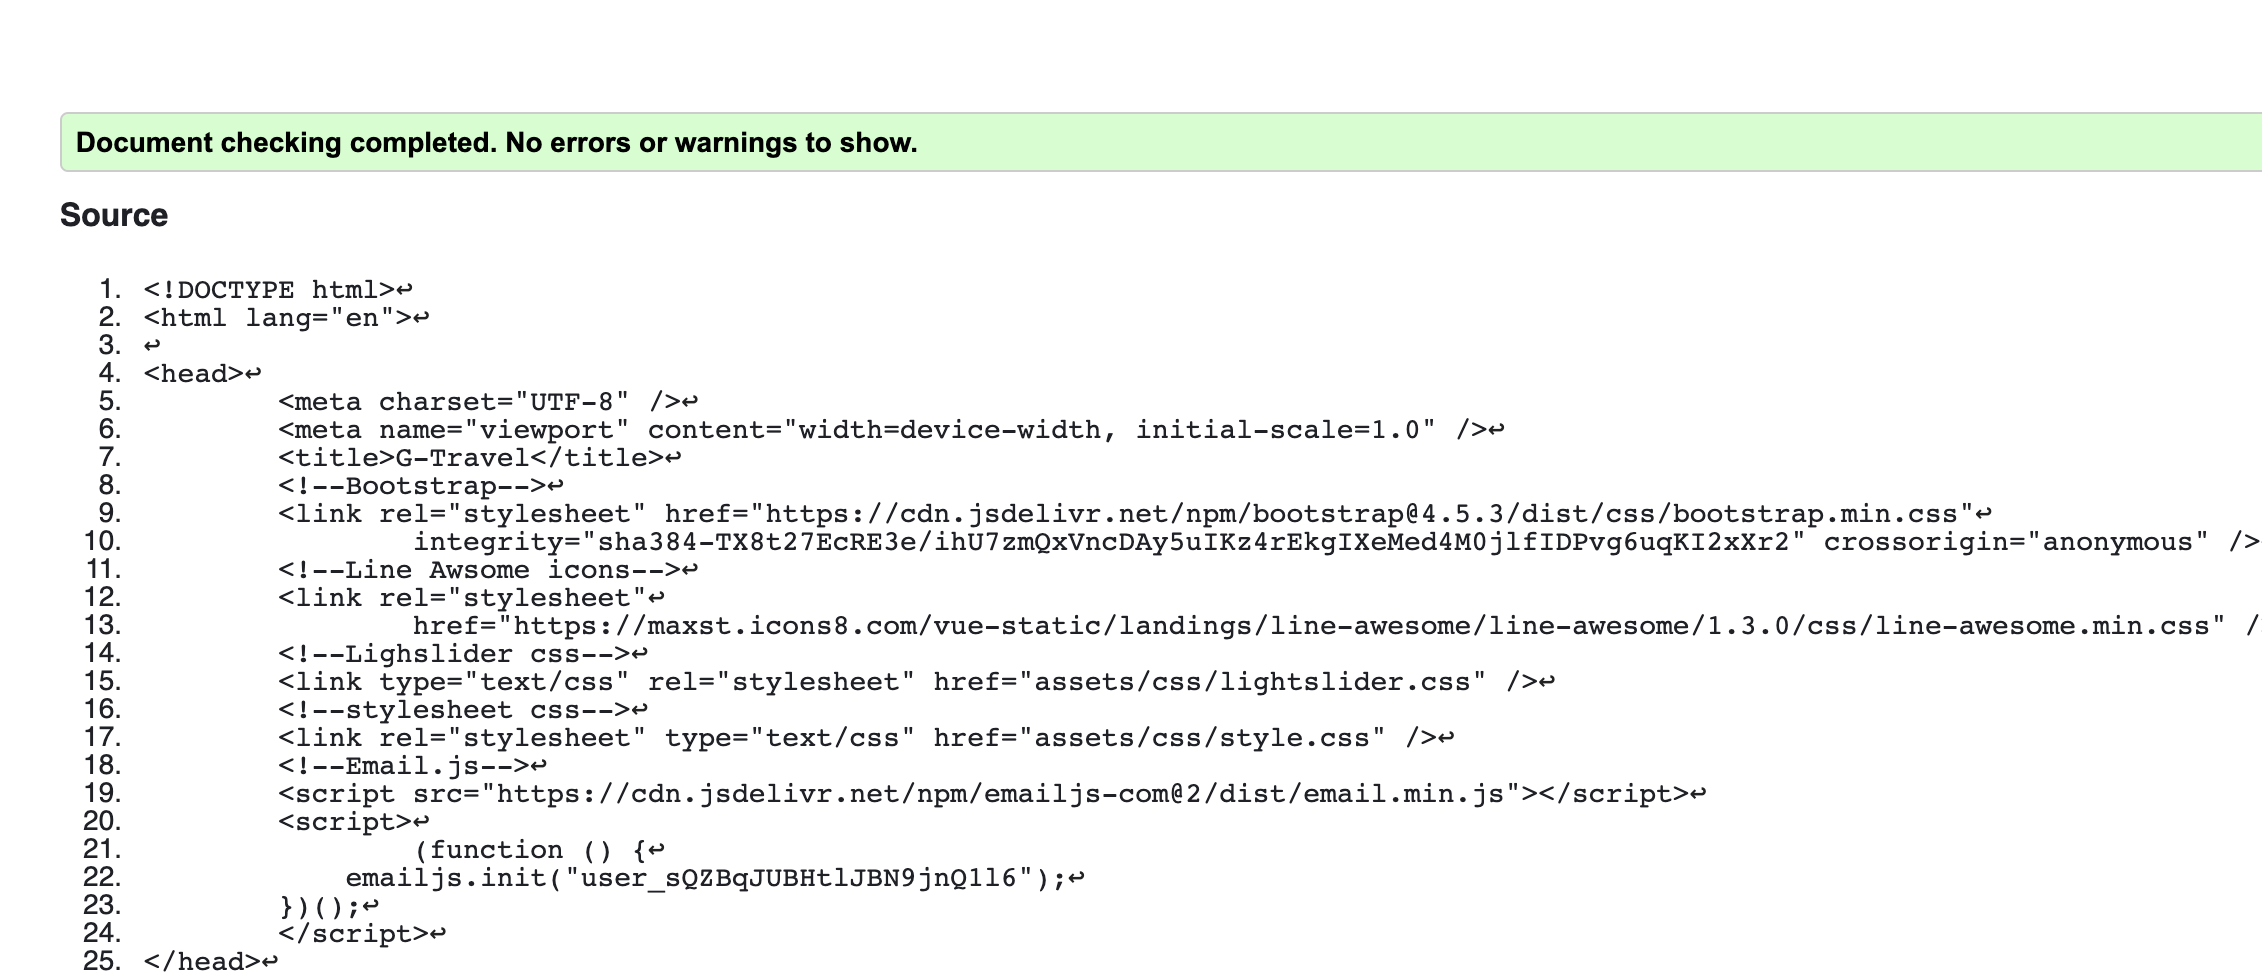 Document checking completed. No errors or warnings to show.
Source
1. <!DOCTYPE html>↩
2. <html lang="en">↩
3. ↩
4. <head>↩
5. <meta charset="UTF-8" />↩
6. <meta name="viewport" content="width=device-width, initial-scale=1.0" />↩
7. <title>G-Travel</title>↩
8. <!--Bootstrap-->↩
9. <link rel="stylesheet" href="https://cdn.jsdelivr.net/npm/bootstrap@4.5.3/dist/css/bootstrap.min.css"↩
10. integrity="sha384-TX8t27EcRE3e/ihU7zmQxVncDAy5uIKz4rEkgIXeMed4M0jlfIDPvg6uqKI2xXr2" crossorigin="anonymous" />
11. <!--Line Awsome icons-->↩
12. <link rel="stylesheet"↩
13. href="https://maxst.icons8.com/vue-static/landings/line-awesome/line-awesome/1.3.0/css/line-awesome.min.css" /
14. <!--Lighslider css-->↩
15. <link type="text/css" rel="stylesheet" href="assets/css/lightslider.css" />↩
16. <!--stylesheet css-->↩
17. <link rel="stylesheet" type="text/css" href="assets/css/style.css" />↩
18. <!--Email.js-->↩
19. <script src="https://cdn.jsdelivr.net/npm/emailjs-com@2/dist/email.min.js"></script>↩
20. <script>↩
21. (function () {↩
22. emailjs.init("user_sQZBqJUBHtlJBN9jnQ1l6");↩
23. })();↩
24. </script>↩
25. </head>↩